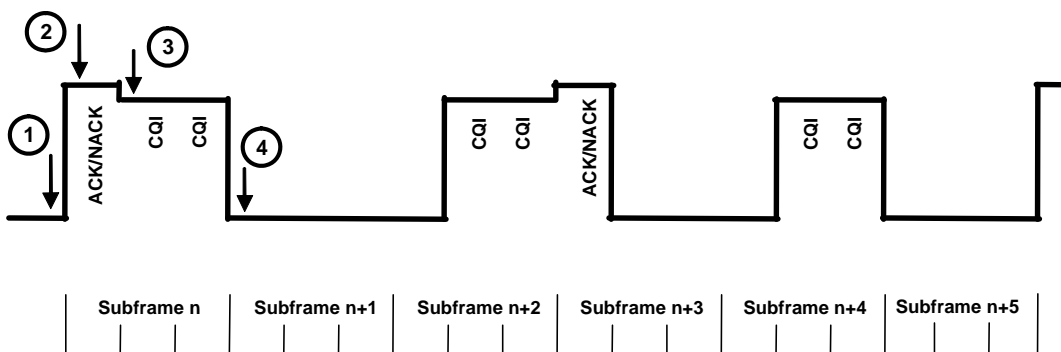 2
3
1
4
ACK/NACK
CQI
CQI
CQI
CQI
ACK/NACK
CQI
CQI
Subframe n
Subframe n+1
Subframe n+2
Subframe n+3
Subframe n+4
Subframe n+5